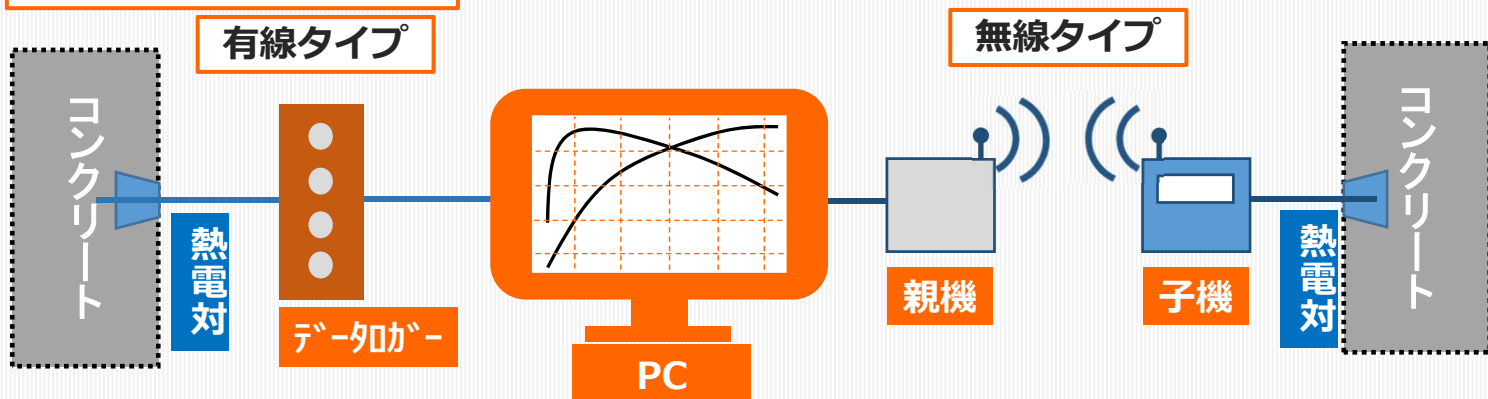 有線タイプ
無線タイプ
コンクリート
熱電対
ﾃﾞｰﾀﾛｶﾞｰ
PC
親機
子機
熱電対
コンクリート